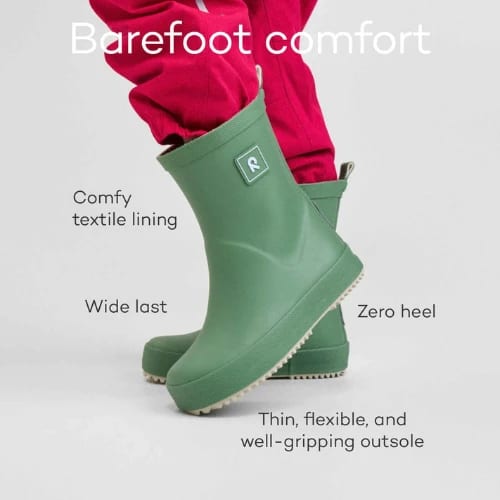 Barefoot comfort
R
Comfy
textile lining
Wide last
Zero heel
Thin, flexible, and
well-gripping outsole